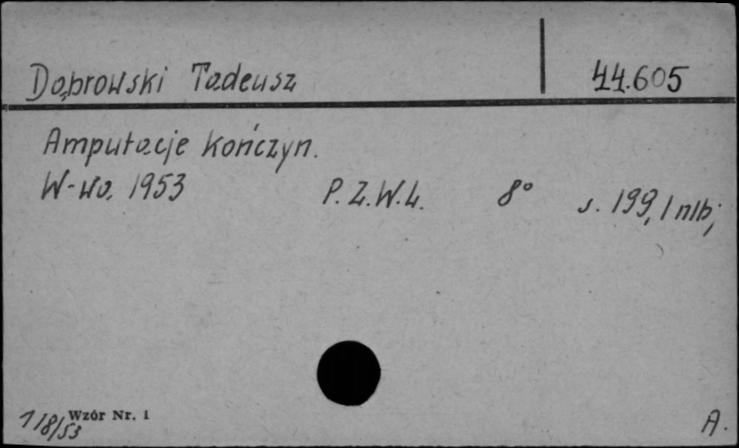 Dąbrowski Tadeusz 44.605
Amputacje kończyn.
W-wa, 1953 P.Z.W.L. 8° s. 199, 1 nlb;
1/8/53 Wzór Nr. 1 A.